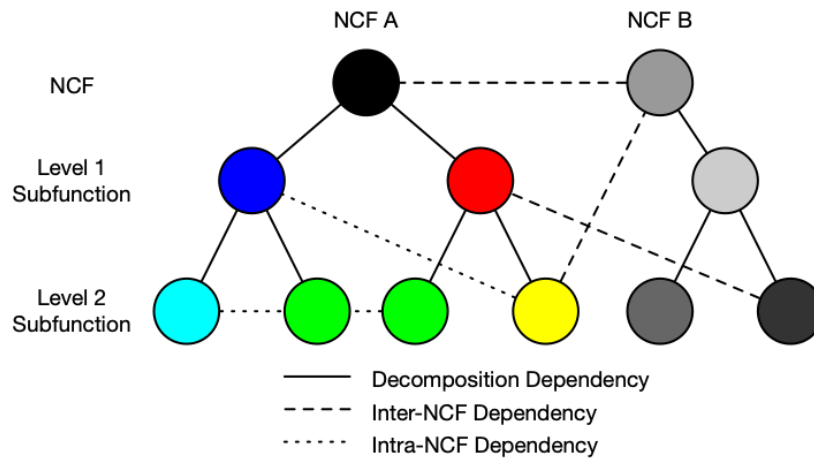 NCF A
NCF B
NCF
Level 1
Subfunction
Level 2
Subfunction
Decomposition Dependency
Inter-NCF Dependency
Intra-NCF Dependency